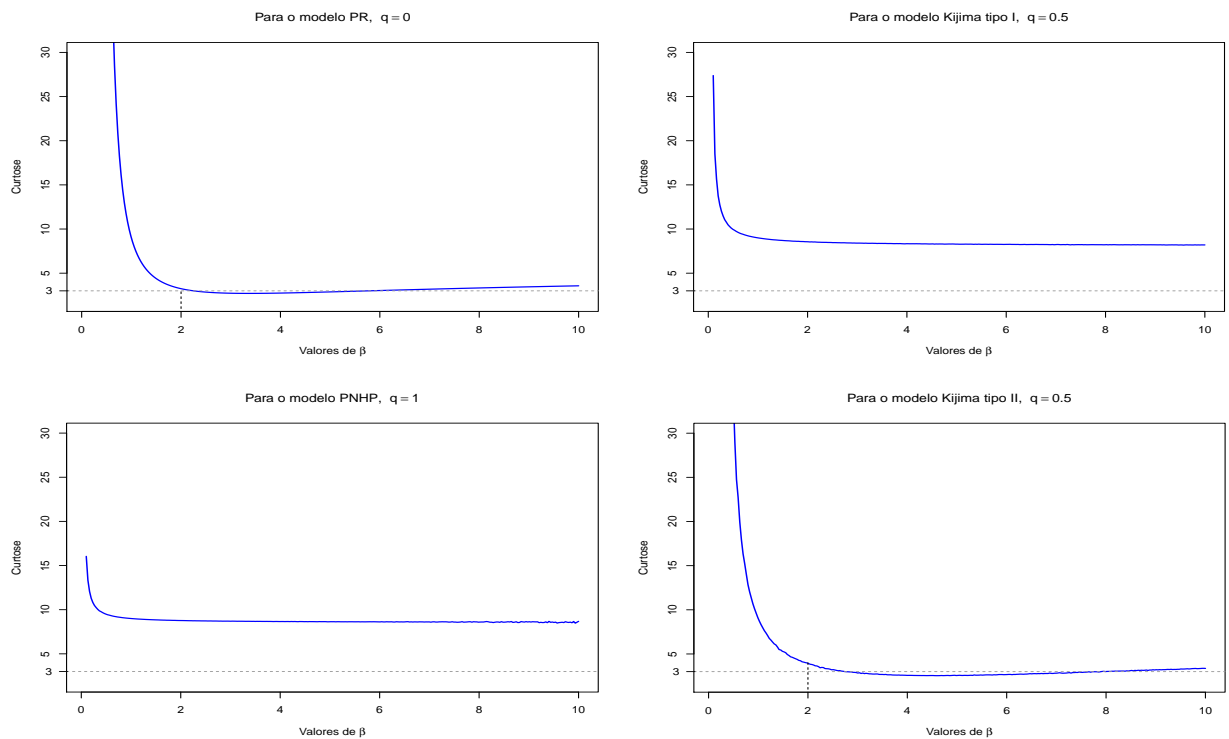 Para o modelo PR, q = 0
Curtose
30
25
20
15
10
5
3
0 2 4 6 8 10
Valores de β
Para o modelo Kijima tipo I, q = 0.5
Curtose
30
25
20
15
10
5
3
0 2 4 6 8 10
Valores de β
Para o modelo PNHP, q = 1
Curtose
30
25
20
15
10
5
3
0 2 4 6 8 10
Valores de β
Para o modelo Kijima tipo II, q = 0.5
Curtose
30
25
20
15
10
5
3
0 2 4 6 8 10
Valores de β